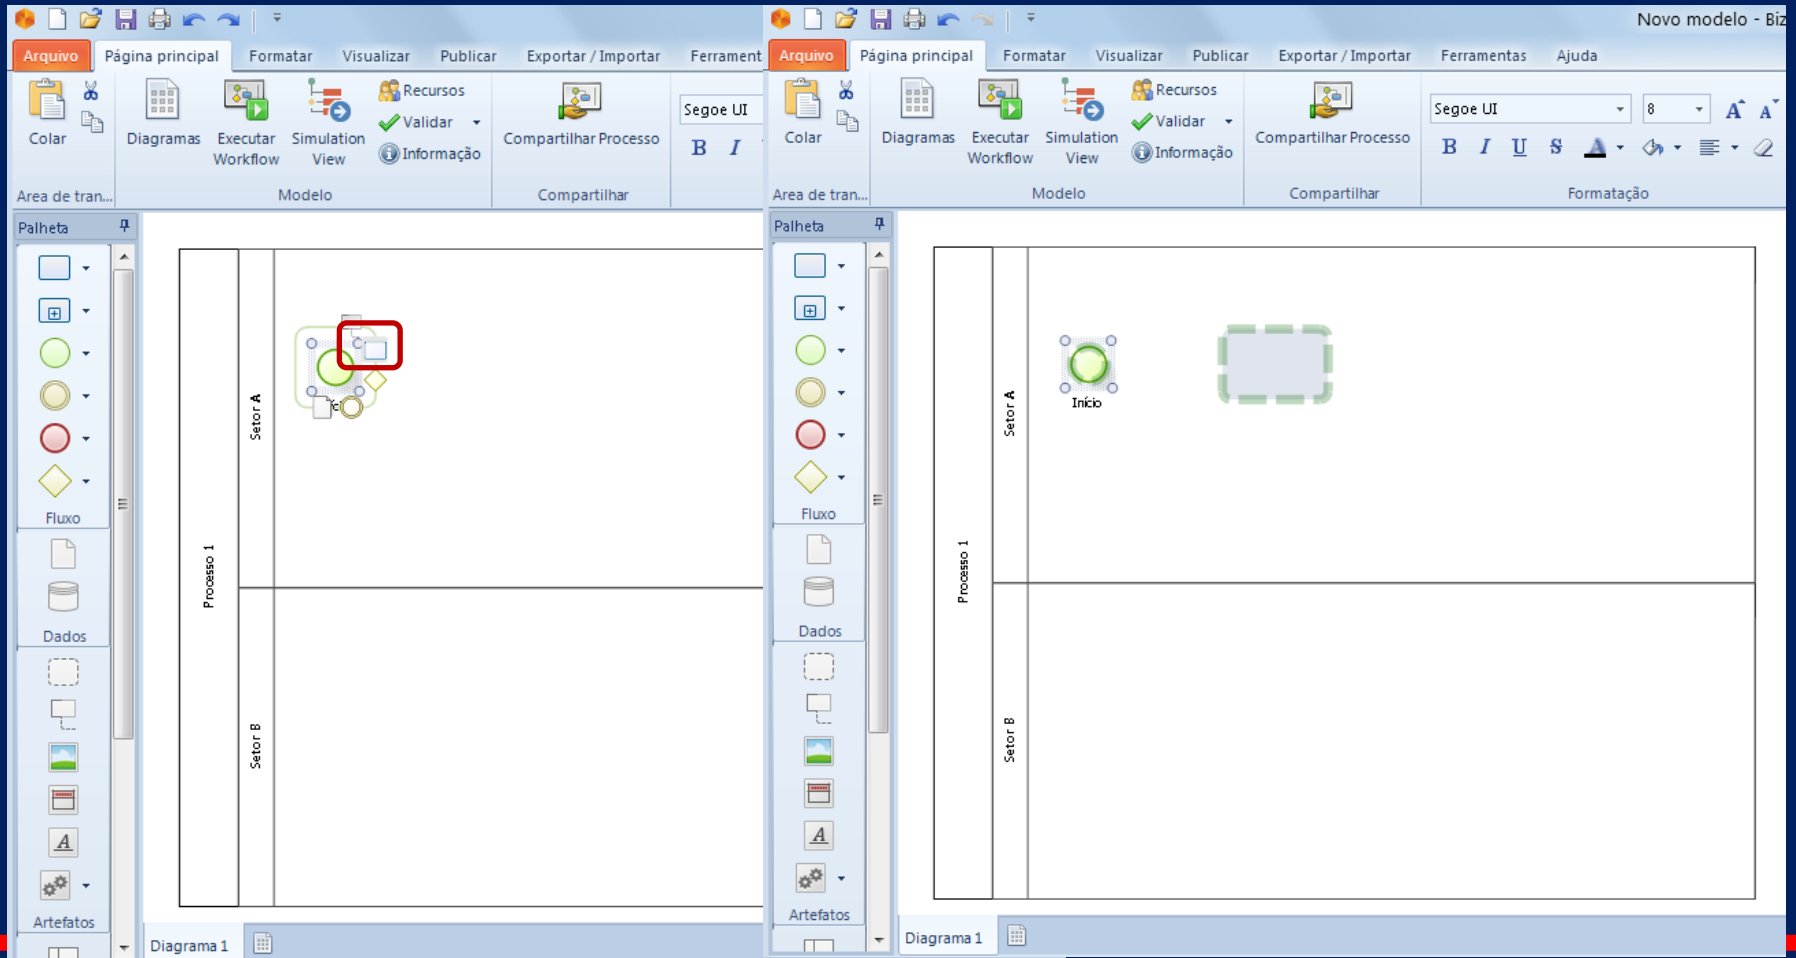 Arquivo Página principal Formatar Visualizar Publicar Exportar / Importar Ferrament
Colar
Diagramas
Executar
Workflow
Simulation
View
Recursos
Validar
Informação
Compartilhar Processo
Segoe UI
B I
Area de tran... Modelo Compartilhar
Palheta
Fluxo
Dados
A
Artefatos
Processo 1
Setor A
Setor B
Diagrama 1
Novo modelo - Biz
Arquivo Página principal Formatar Visualizar Publicar Exportar / Importar Ferramentas Ajuda
Colar
Diagramas
Executar
Workflow
Simulation
View
Recursos
Validar
Informação
Compartilhar Processo
Segoe UI 8 A A
B I U S A
Area de tran... Modelo Compartilhar Formatação
Palheta
Fluxo
Dados
A
Artefatos
Processo 1
Setor A
Setor B
Início
Diagrama 1